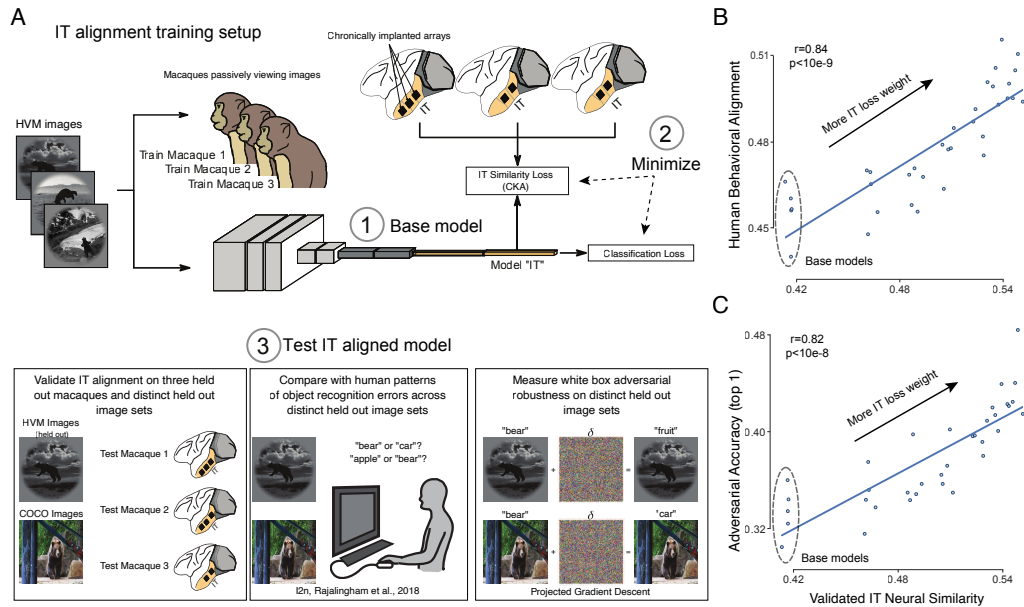 A
IT alignment training setup
Chronically implanted arrays
Macaques passively viewing images
HVM images
Train Macaque 1
Train Macaque 2
Train Macaque 3
IT
IT
IT
2
Minimize
IT Similarity Loss
(CKA)
1 Base model
Model "IT"
Classification Loss
3 Test IT aligned model
Validate IT alignment on three held
out macaques and distinct held out
image sets
HVM Images
(held out)
Test Macaque 1
Test Macaque 2
COCO Images
Test Macaque 3
Compare with human patterns
of object recognition errors across
distinct held out image sets
"bear" or "car"?
"apple" or "bear"?
I2n, Rajalingham et al., 2018
Measure white box adversarial
robustness on distinct held out
image sets
"bear" δ "fruit"
+ =
"bear" δ "car"
+ =
Projected Gradient Descent
B
r=0.84
p<10e-9
More IT loss weight
Base models
Human Behavioral Alignment
0.51
0.48
0.45
0.42 0.48 0.54
C
r=0.82
p<10e-8
More IT loss weight
Base models
Adversarial Accuracy (top 1)
0.48
0.40
0.32
0.42 0.48 0.54
Validated IT Neural Similarity